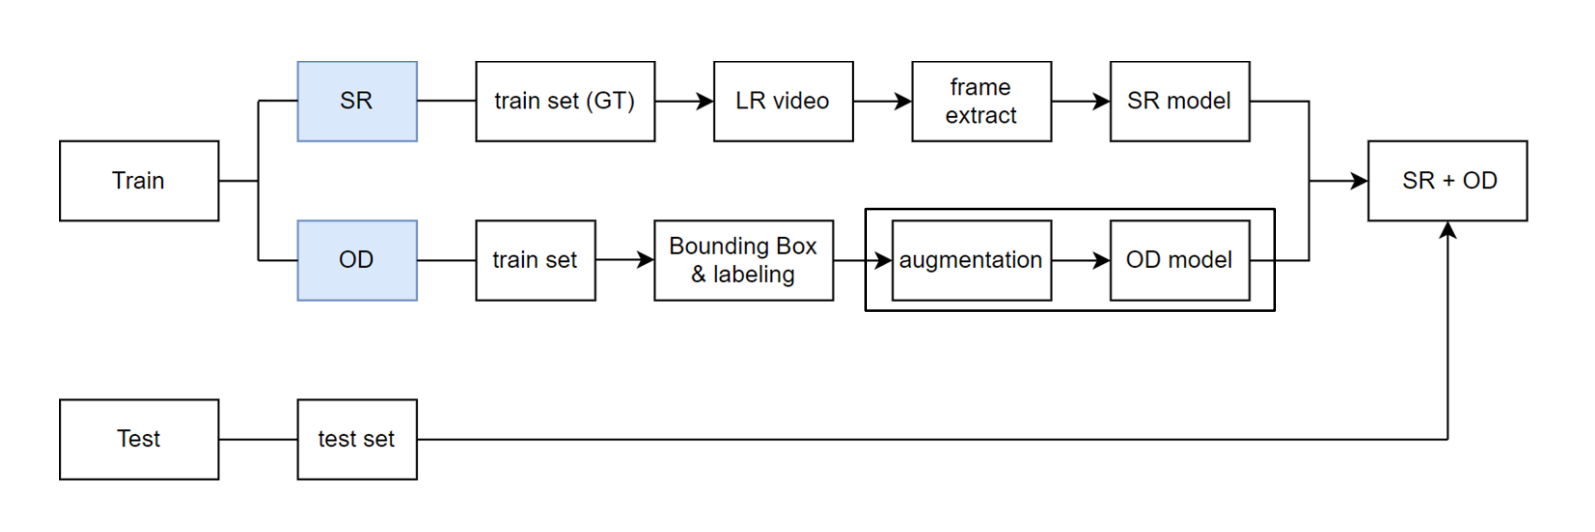 Train
SR
train set (GT)
LR video
frame
extract
SR model
OD
train set
Bounding Box
& labeling
augmentation
OD model
SR + OD
Test
test set